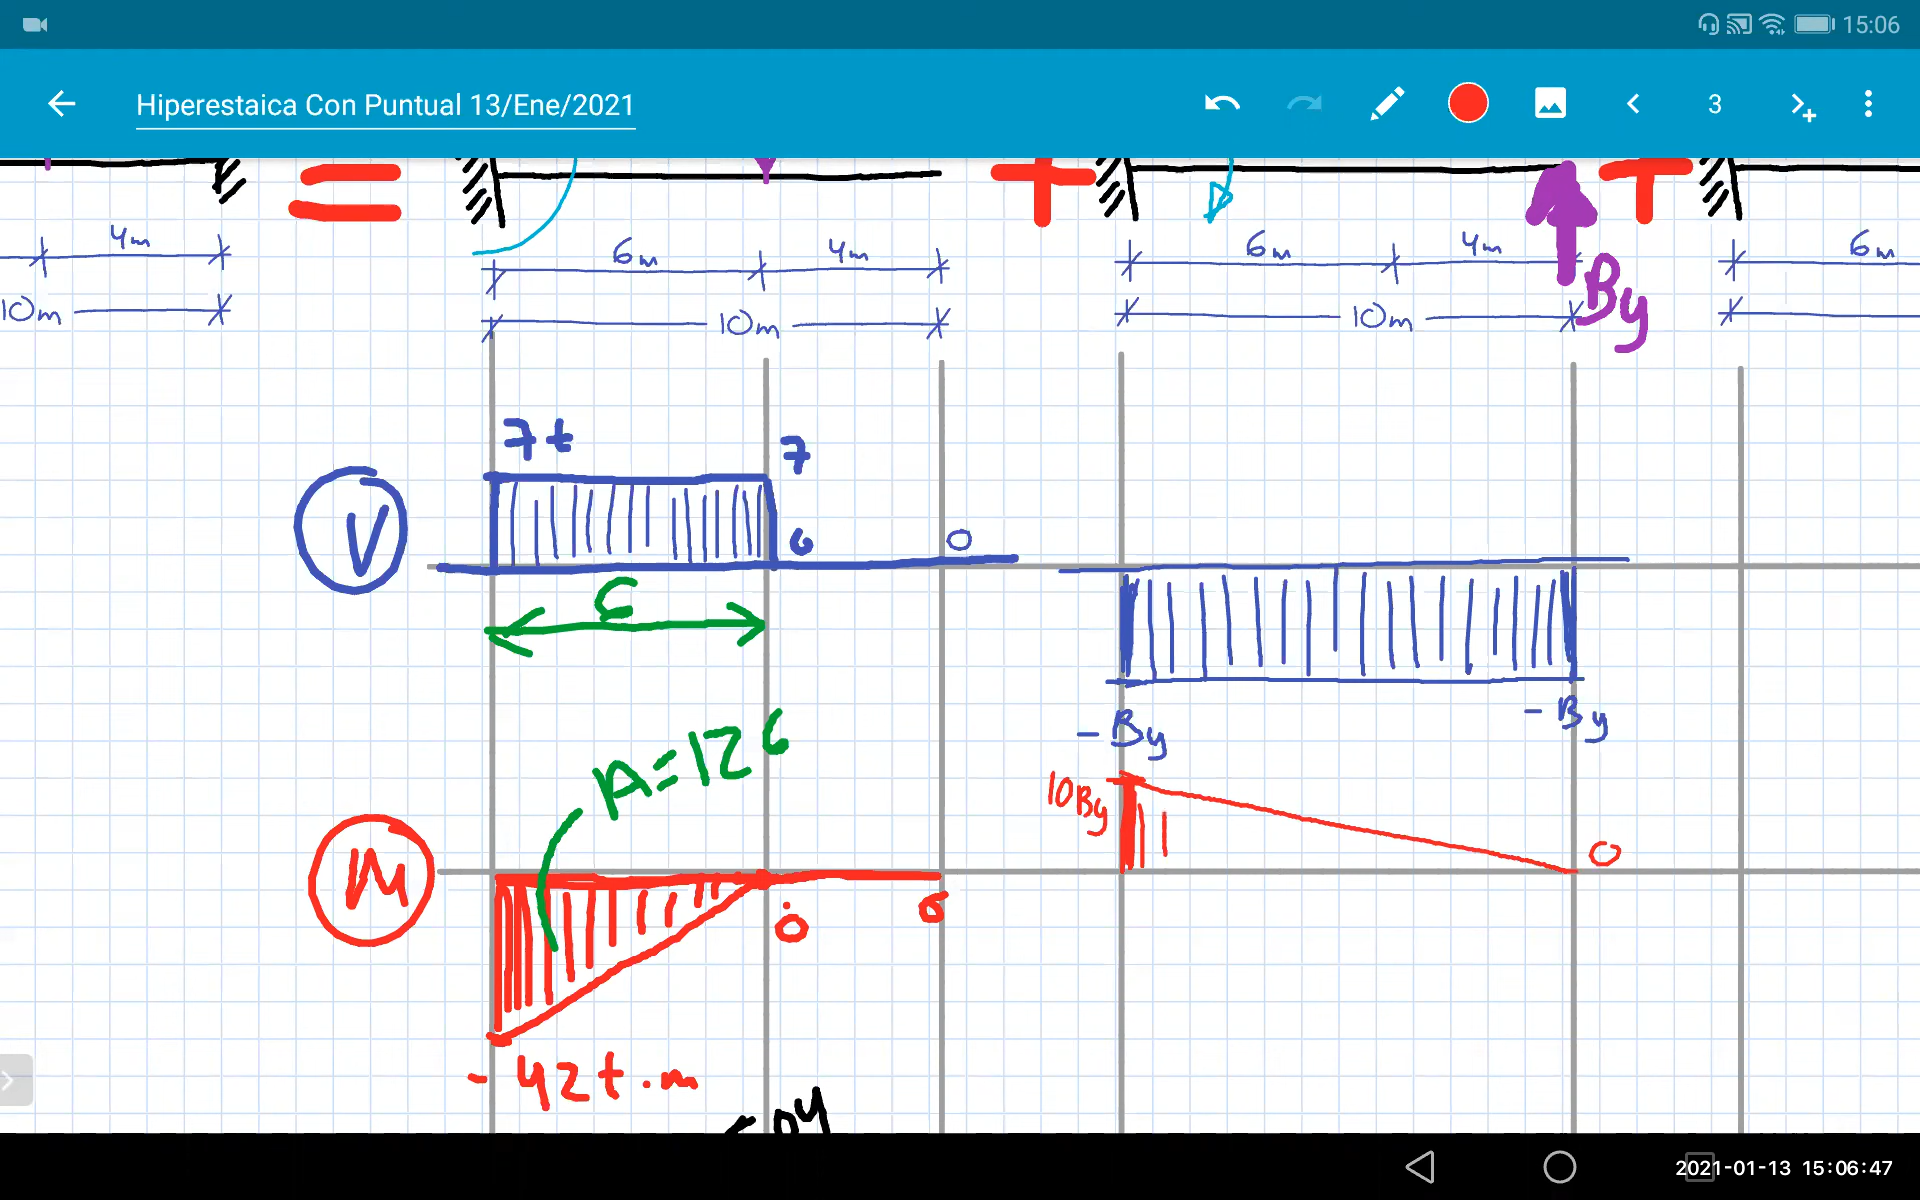 15:06
Hiperestaica Con Puntual 13/Ene/2021
3
4m
6m
4m
6m
4m
6m
10m
10m
10m
By
7t
7
V
0
0
6
-By
-By
A=126
10By
0
M
0
0
-42t.m
2021-01-13 15:06:47